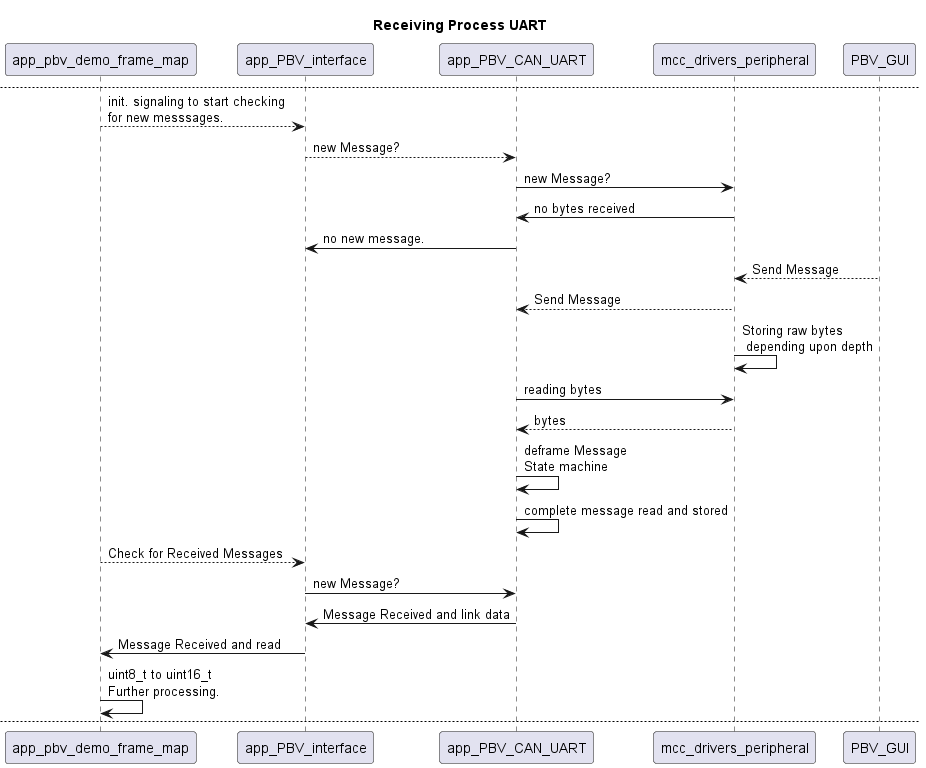 Receiving Process UART
app_pbv_demo_frame_map
app_PBV_interface
app_PBV_CAN_UART
mcc_drivers_peripheral
PBV_GUI
init. signaling to start checking
for new messsages.
new Message?
new Message?
no bytes received
no new message.
Send Message
Send Message
Storing raw bytes
depending upon depth
reading bytes
bytes
deframe Message
State machine
complete message read and stored
Check for Received Messages
new Message?
Message Received and link data
Message Received and read
uint8_t to uint16_t
Further processing.
app_pbv_demo_frame_map
app_PBV_interface
app_PBV_CAN_UART
mcc_drivers_peripheral
PBV_GUI